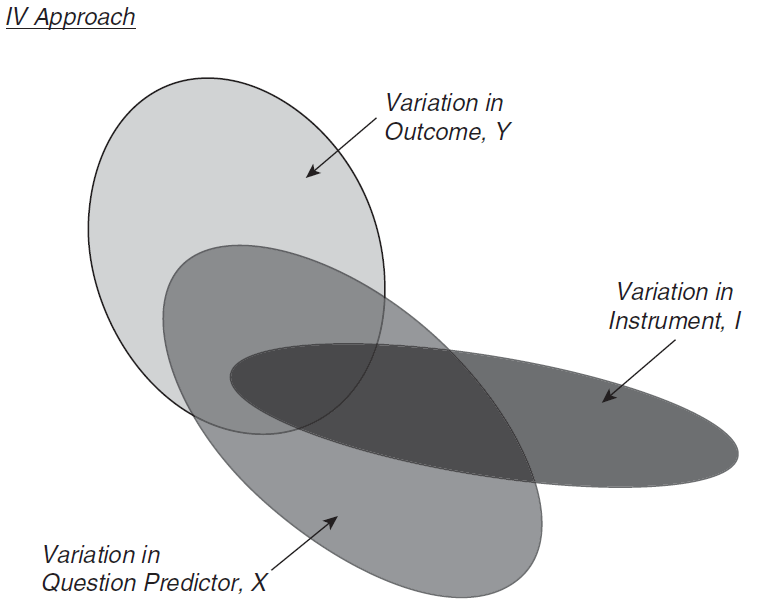 IV Approach
Variation in
Outcome, Y
Variation in
Instrument, I
Variation in
Question Predictor, X